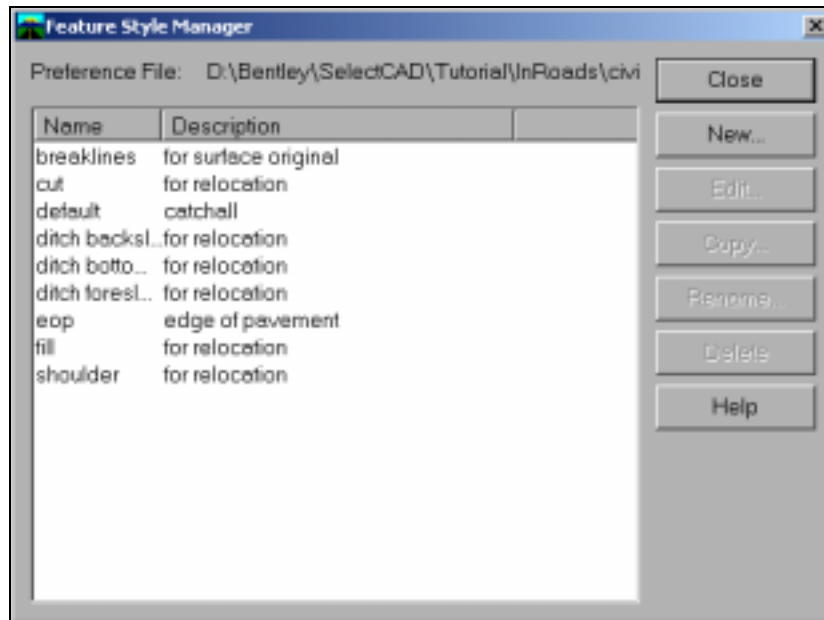 Feature Style Manager
Preference File: D:\Bentley\SelectCAD\Tutorial\InRoads\civi
Close
New...
Edit...
Copy...
Rename...
Delete
Help
Name Description
breaklines for surface original
cut for relocation
default catchall
ditch backsl... for relocation
ditch botto... for relocation
ditch foresl... for relocation
eop edge of pavement
fill for relocation
shoulder for relocation